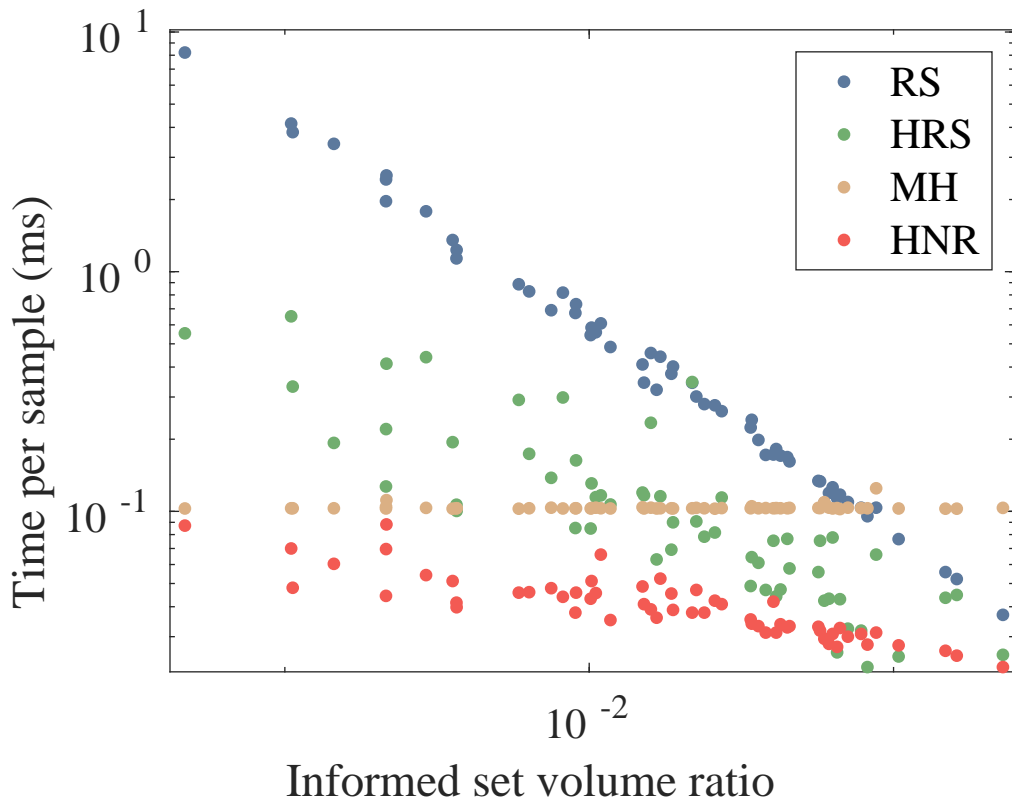 10 1
10 0
10 -1
Time per sample (ms)
RS
HRS
MH
HNR
10 -2
Informed set volume ratio